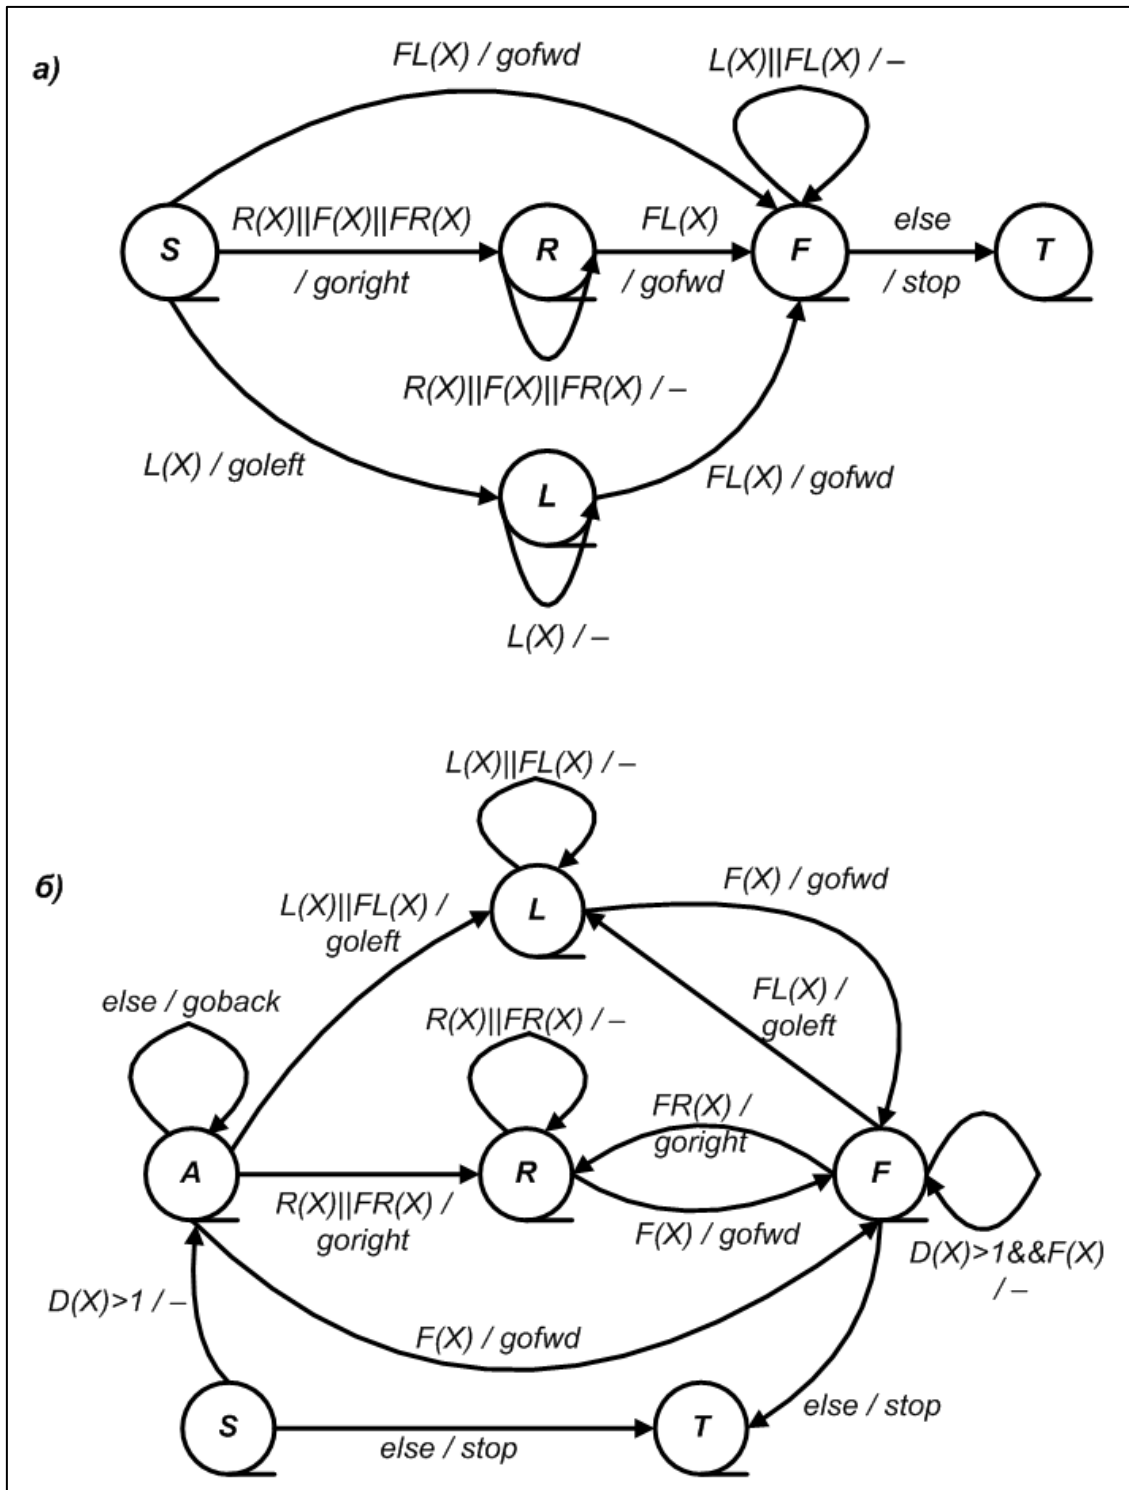 а)
FL(X) / gofwd
L(X)||FL(X) / –
S
R(X)||F(X)||FR(X)
/ goright
R
FL(X)
/ gofwd
F
else
/ stop
T
R(X)||F(X)||FR(X) / –
L(X) / goleft
L
FL(X) / gofwd
L(X) / –
б)
L(X)||FL(X) / –
L
F(X) / gofwd
L(X)||FL(X) /
goleft
FL(X) /
goleft
else / goback
R(X)||FR(X) / –
FR(X) /
goright
A
R
F
R(X)||FR(X) /
goright
F(X) / gofwd
D(X)>1&&F(X)
/ –
D(X)>1 / –
F(X) / gofwd
S
else / stop
T
else / stop